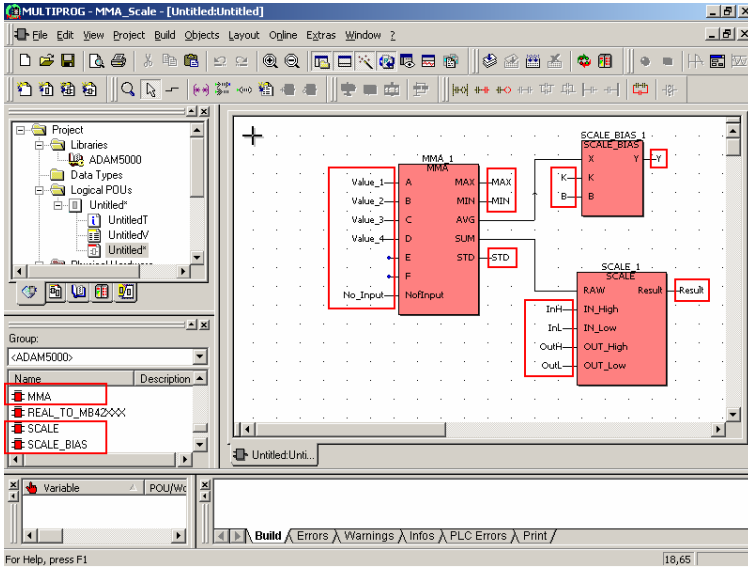 MULTIPROG - MMA_Scale - [Untitled:Untitled]
File Edit View Project Build Objects Layout Online Extras Window ?
Project
Libraries
ADAM5000
Data Types
Logical POUs
Untitled*
UntitledT
UntitledV
Untitled*
Group:
<ADAM5000>
Name Description
MMA
REAL_TO_MB42XXX
SCALE
SCALE_BIAS
MMA_1
MMA
Value_1 A MAX MAX
Value_2 B MIN MIN
Value_3 C AVG
Value_4 D SUM
E STD STD
F
No_Input NofInput
SCALE_BIAS_1
SCALE_BIAS
X Y Y
K K
B B
SCALE_1
SCALE
RAW Result Result
InH IN_High
InL IN_Low
OutH OUT_High
OutL OUT_Low
Untitled:Unti...
Variable POU/Wo
Build Errors Warnings Infos PLC Errors Print
For Help, press F1
18,65